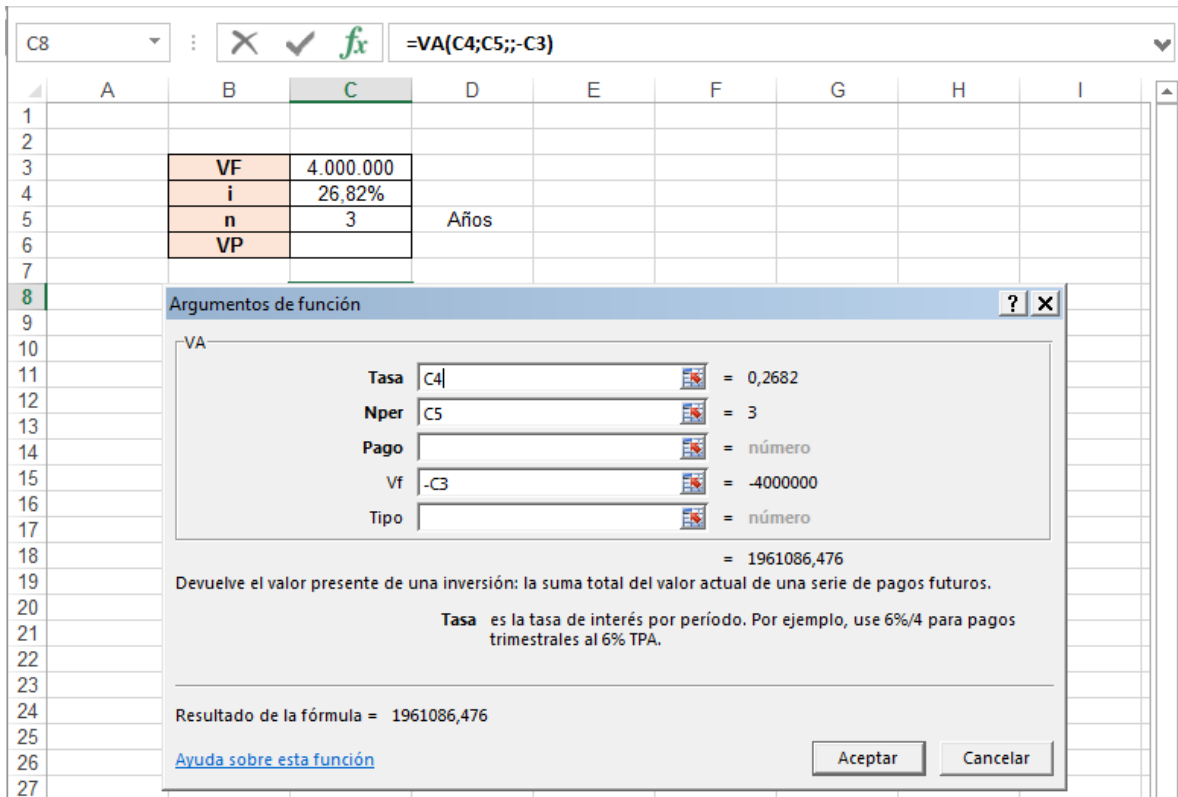 C8 fx =VA(C4;C5;;-C3)
A B C D E F G H I
1
2
3 VF 4.000.000
4 i 26,82%
5 n 3 Años
6 VP
7
8
9
10
11
12
13
14
15
16
17
18
19
20
21
22
23
24
25
26
27
Argumentos de función ?
VA
Tasa C4 = 0,2682
Nper C5 = 3
Pago = número
Vf -C3 = -4000000
Tipo = número
= 1961086,476
Devuelve el valor presente de una inversión: la suma total del valor actual de una serie de pagos futuros.
Tasa es la tasa de interés por período. Por ejemplo, use 6%/4 para pagos
trimestrales al 6% TPA.
Resultado de la fórmula = 1961086,476
Ayuda sobre esta función Aceptar Cancelar